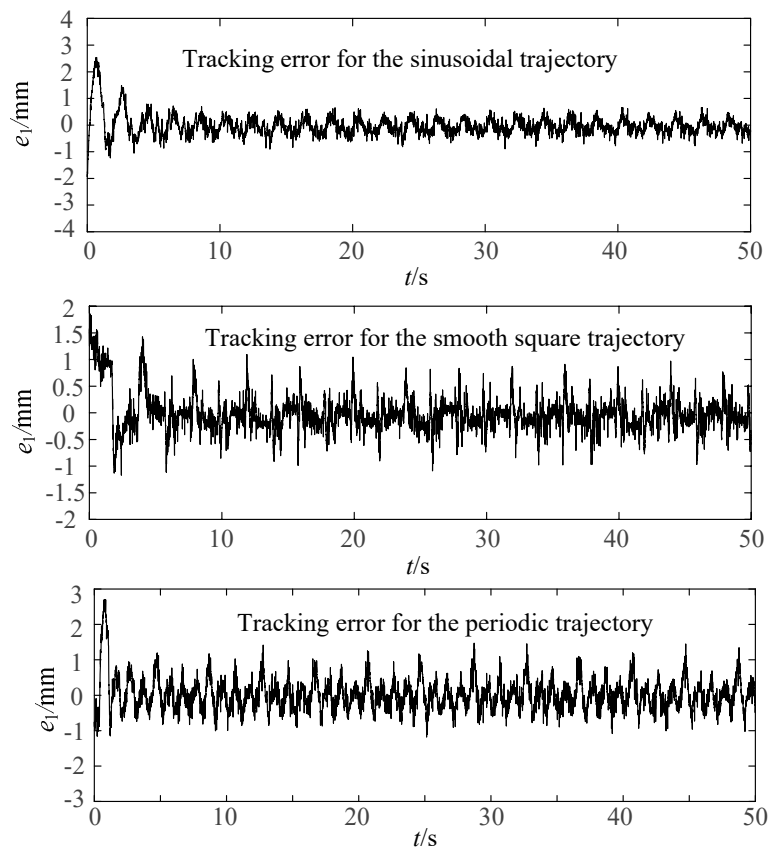 4
3
2
1
0
-1
-2
-3
-4
e1/mm
Tracking error for the sinusoidal trajectory
0 10 20 30 40 50
t/s
2
1.5
1
0.5
0
-0.5
-1
-1.5
-2
e1/mm
Tracking error for the smooth square trajectory
0 10 20 30 40 50
t/s
3
2
1
0
-1
-2
-3
e1/mm
Tracking error for the periodic trajectory
0 10 20 30 40 50
t/s